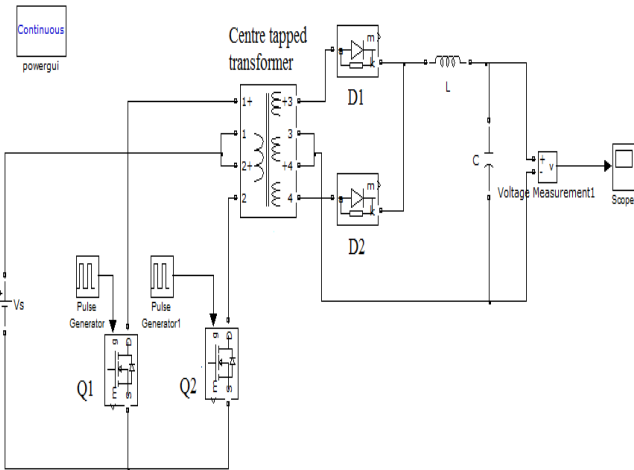 Continuous
powergui
Centre tapped
transformer
1+
1
2+
2
+3
3
+4
4
m
k
D1
L
m
k
D2
C
+
-
v
Voltage Measurement1
Scope
+
Vs
Pulse
Generator
Pulse
Generator1
g
D
m
S
Q1
g
D
m
S
Q2